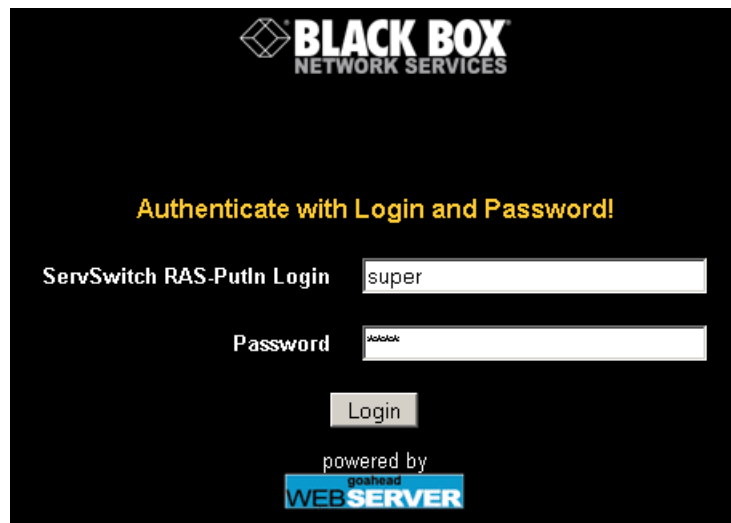 BLACK BOX®
NETWORK SERVICES
Authenticate with Login and Password!
ServSwitch RAS-PutIn Login super
Password *****
Login
powered by
goahead
WEBSERVER